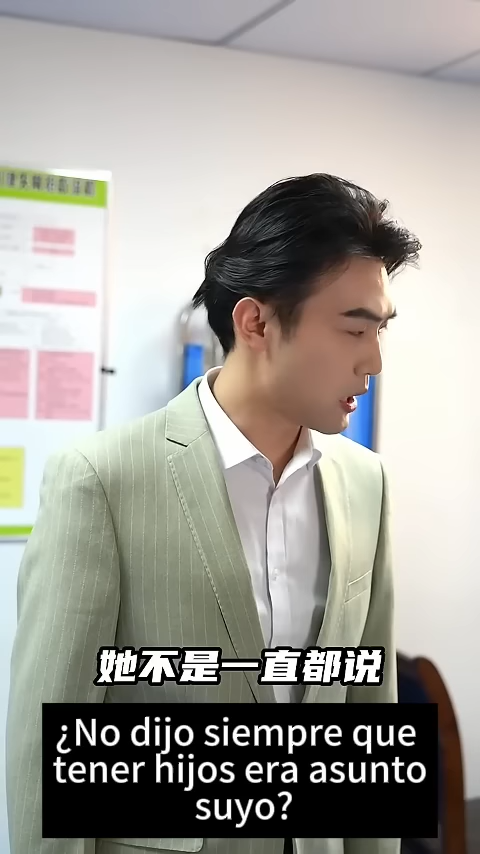 她不是一直都说
¿No dijo siempre que
tener hijos era asunto
suyo?